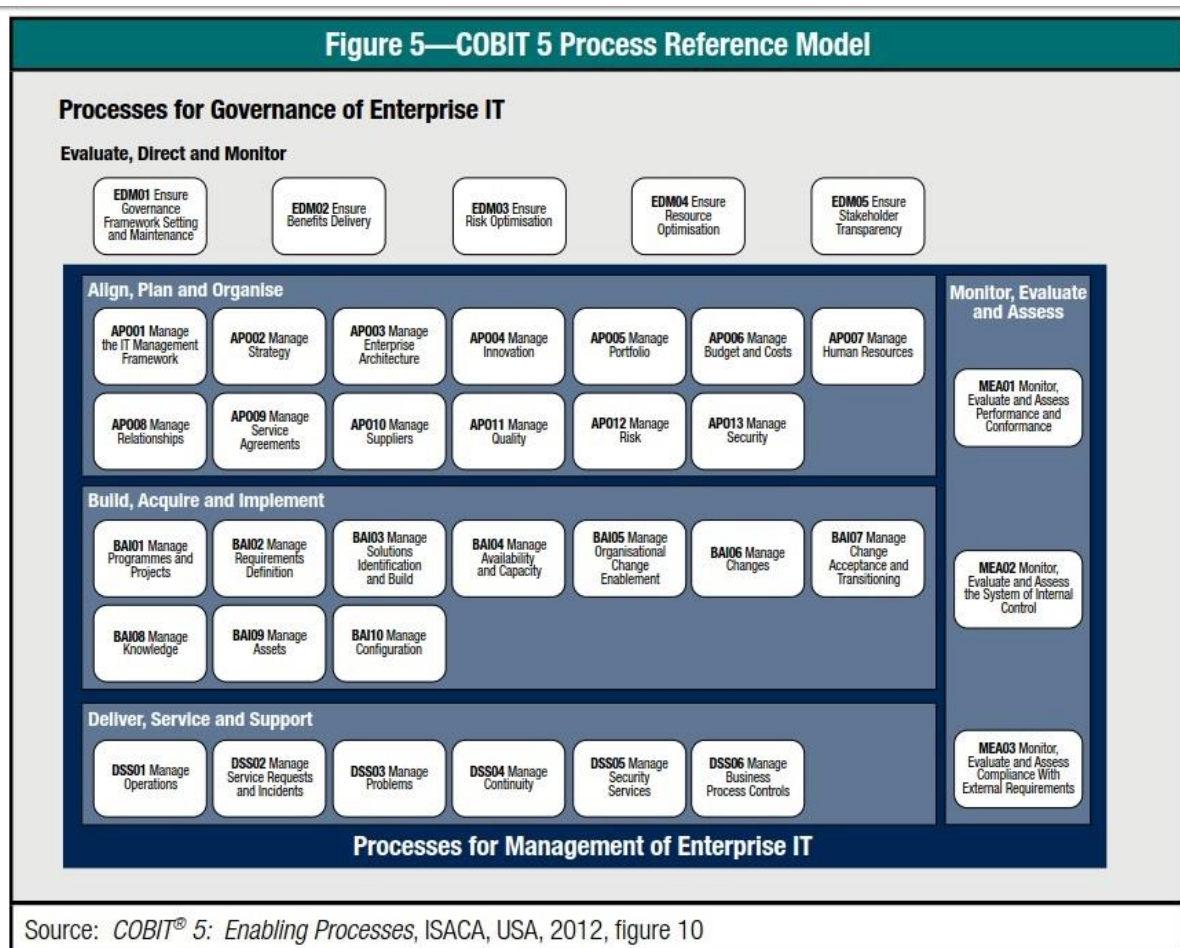 Figure 5—COBIT 5 Process Reference Model
Processes for Governance of Enterprise IT
Evaluate, Direct and Monitor
EDM01 Ensure
Governance
Framework Setting
and Maintenance
EDM02 Ensure
Benefits Delivery
EDM03 Ensure
Risk Optimisation
EDM04 Ensure
Resource
Optimisation
EDM05 Ensure
Stakeholder
Transparency
Align, Plan and Organise
APO01 Manage
the IT Management
Framework
APO02 Manage
Strategy
APO03 Manage
Enterprise
Architecture
APO04 Manage
Innovation
APO05 Manage
Portfolio
APO06 Manage
Budget and Costs
APO07 Manage
Human Resources
APO08 Manage
Relationships
APO09 Manage
Service
Agreements
APO10 Manage
Suppliers
APO11 Manage
Quality
APO12 Manage
Risk
APO13 Manage
Security
Build, Acquire and Implement
BAI01 Manage
Programmes and
Projects
BAI02 Manage
Requirements
Definition
BAI03 Manage
Solutions
Identification
and Build
BAI04 Manage
Availability
and Capacity
BAI05 Manage
Organisational
Change
Enablement
BAI06 Manage
Changes
BAI07 Manage
Change
Acceptance and
Transitioning
BAI08 Manage
Knowledge
BAI09 Manage
Assets
BAI10 Manage
Configuration
Deliver, Service and Support
DSS01 Manage
Operations
DSS02 Manage
Service Requests
and Incidents
DSS03 Manage
Problems
DSS04 Manage
Continuity
DSS05 Manage
Security
Services
DSS06 Manage
Business
Process Controls
Monitor, Evaluate
and Assess
MEA01 Monitor,
Evaluate and Assess
Performance and
Conformance
MEA02 Monitor,
Evaluate and Assess
the System of Internal
Control
MEA03 Monitor,
Evaluate and Assess
Compliance With
External Requirements
Processes for Management of Enterprise IT
Source: COBIT® 5: Enabling Processes, ISACA, USA, 2012, figure 10